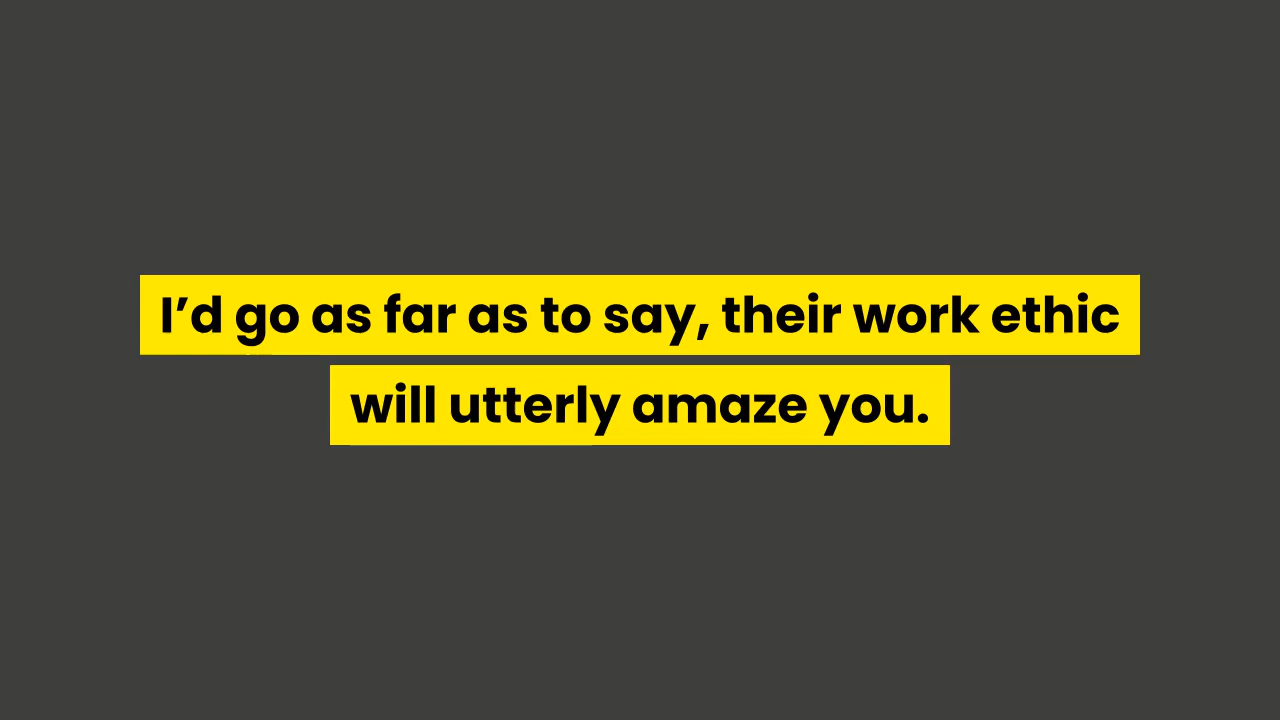 I’d go as far as to say, their work ethic
will utterly amaze you.